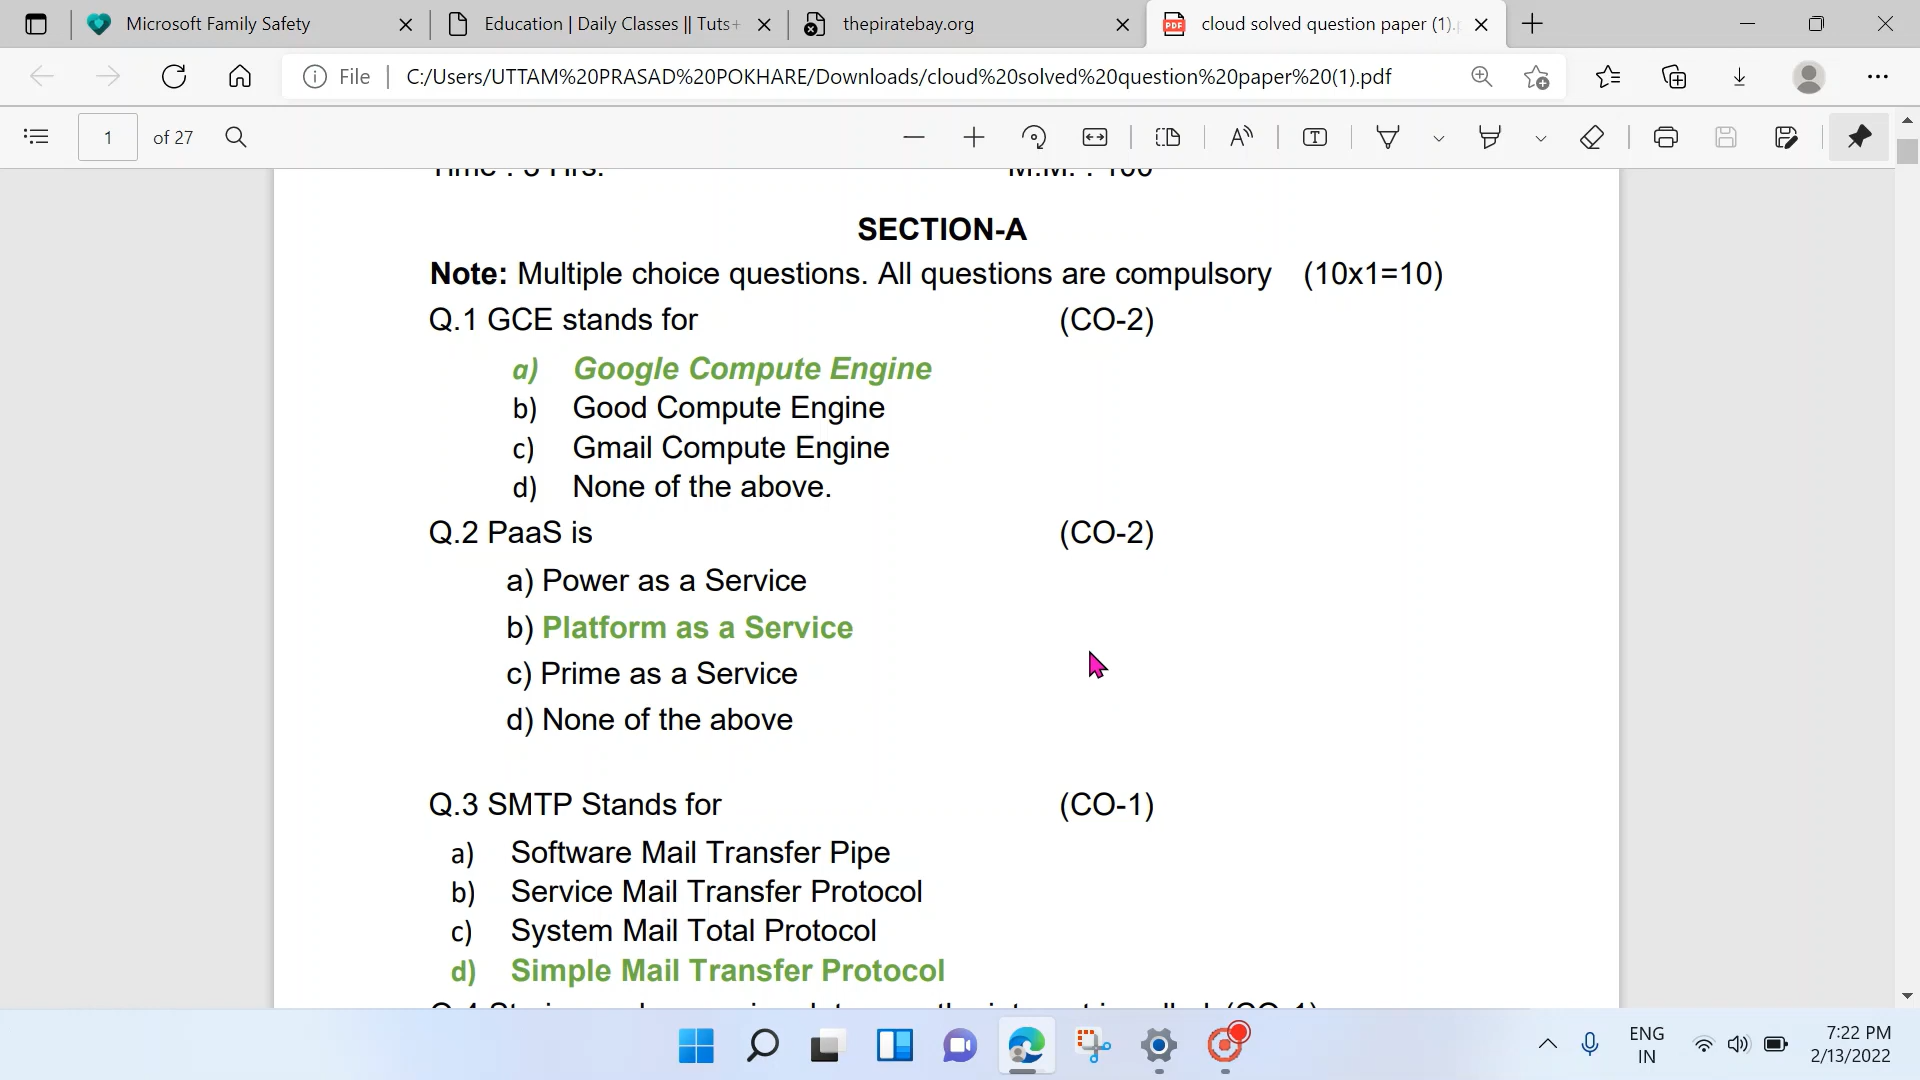 Microsoft Family Safety
Education | Daily Classes || Tuts+
thepiratebay.org
cloud solved question paper (1).p
File
C:/Users/UTTAM%20PRASAD%20POKHARE/Downloads/cloud%20solved%20question%20paper%20(1).pdf
1 of 27
Time : 3 Hrs. M.M. : 100
SECTION-A
Note: Multiple choice questions. All questions are compulsory (10x1=10)
Q.1 GCE stands for (CO-2)
a) Google Compute Engine
b) Good Compute Engine
c) Gmail Compute Engine
d) None of the above.
Q.2 PaaS is (CO-2)
a) Power as a Service
b) Platform as a Service
c) Prime as a Service
d) None of the above
Q.3 SMTP Stands for (CO-1)
a) Software Mail Transfer Pipe
b) Service Mail Transfer Protocol
c) System Mail Total Protocol
d) Simple Mail Transfer Protocol
ENG
IN
7:22 PM
2/13/2022